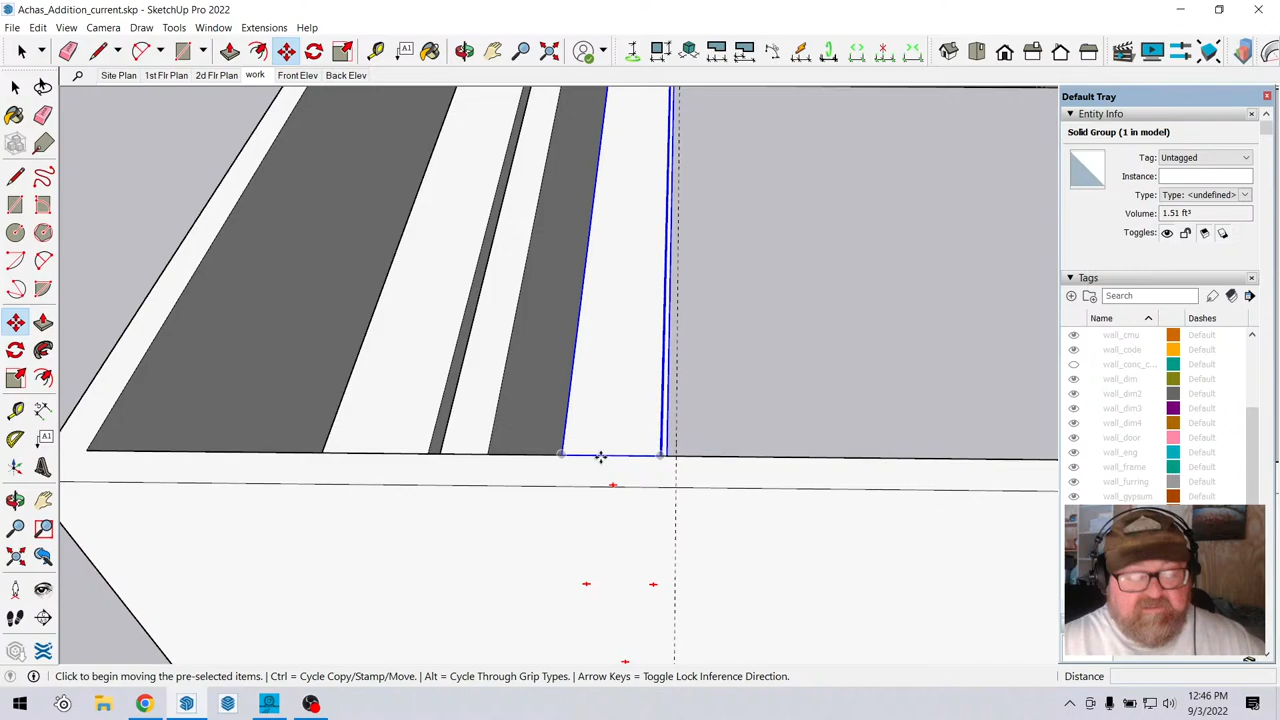 Achas_Addition_current.skp - SketchUp Pro 2022
File Edit View Camera Draw Tools Window Extensions Help
Site Plan 1st Flr Plan 2d Flr Plan work Front Elev Back Elev
Default Tray
Entity Info
Solid Group (1 in model)
Tag: Untagged
Instance:
Type: Type: <undefined>
Volume: 1.51 ft³
Toggles:
Tags
Search
Name Dashes
wall_cmu Default
wall_code Default
wall_conc_c... Default
wall_dim Default
wall_dim2 Default
wall_dim3 Default
wall_dim4 Default
wall_door Default
wall_eng Default
wall_frame Default
wall_furring Default
wall_gypsum Default
Click to begin moving the pre-selected items. Ctrl = Cycle Copy/Stamp/Move. Alt = Cycle Through Grip Types. Arrow Keys = Toggle Lock Inference Direction.
Distance
12:46 PM
9/3/2022